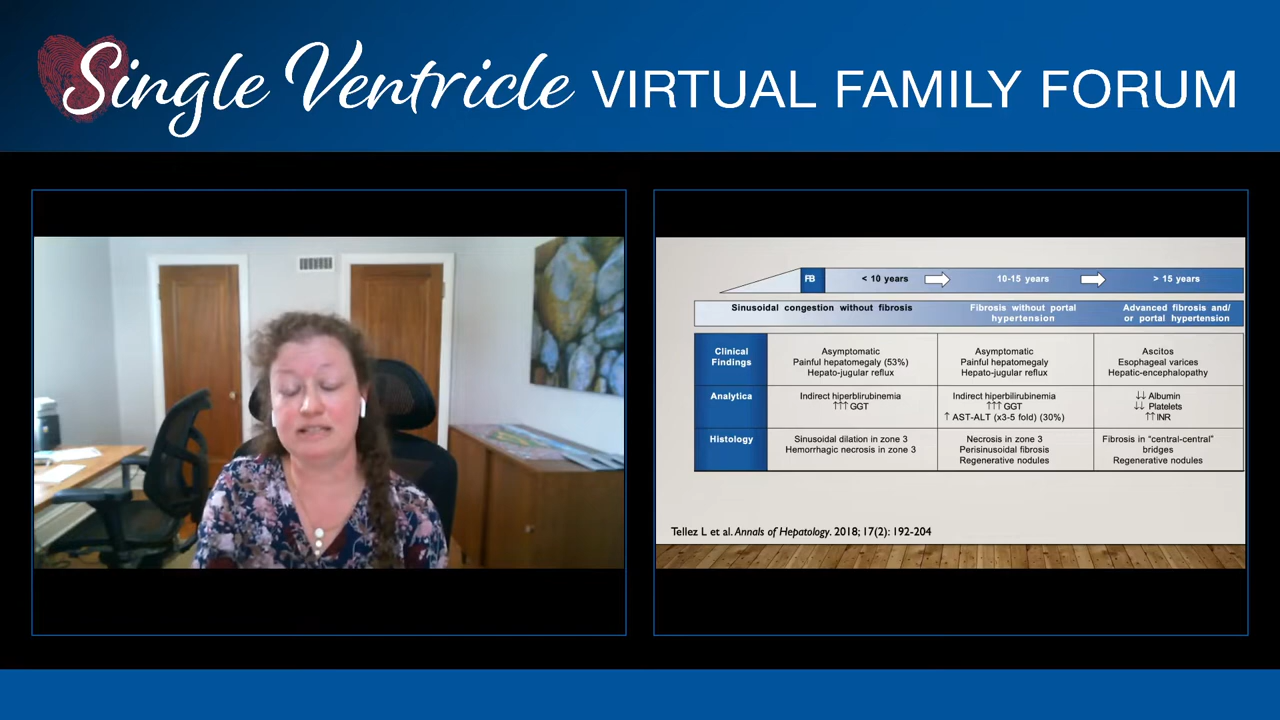 Single Ventricle VIRTUAL FAMILY FORUM
FB
< 10 years
10-15 years
> 15 years
Sinusoidal congestion without fibrosis
Fibrosis without portal
hypertension
Advanced fibrosis and/
or portal hypertension
Clinical
Findings
Asymptomatic
Painful hepatomegaly (53%)
Hepato-jugular reflux
Asymptomatic
Painful hepatomegaly
Hepato-jugular reflux
Ascitos
Esophageal varices
Hepatic-encephalopathy
Analytica
Indirect hiperblirubinemia
↑↑↑ GGT
Indirect hiperbilirubinemia
↑↑↑ GGT
↑ AST-ALT (x3-5 fold) (30%)
↓↓ Albumin
↓↓ Platelets
↑↑ INR
Histology
Sinusoidal dilation in zone 3
Hemorrhagic necrosis in zone 3
Necrosis in zone 3
Perisinusoidal fibrosis
Regenerative nodules
Fibrosis in “central-central”
bridges
Regenerative nodules
Tellez L et al. Annals of Hepatology. 2018; 17(2): 192-204